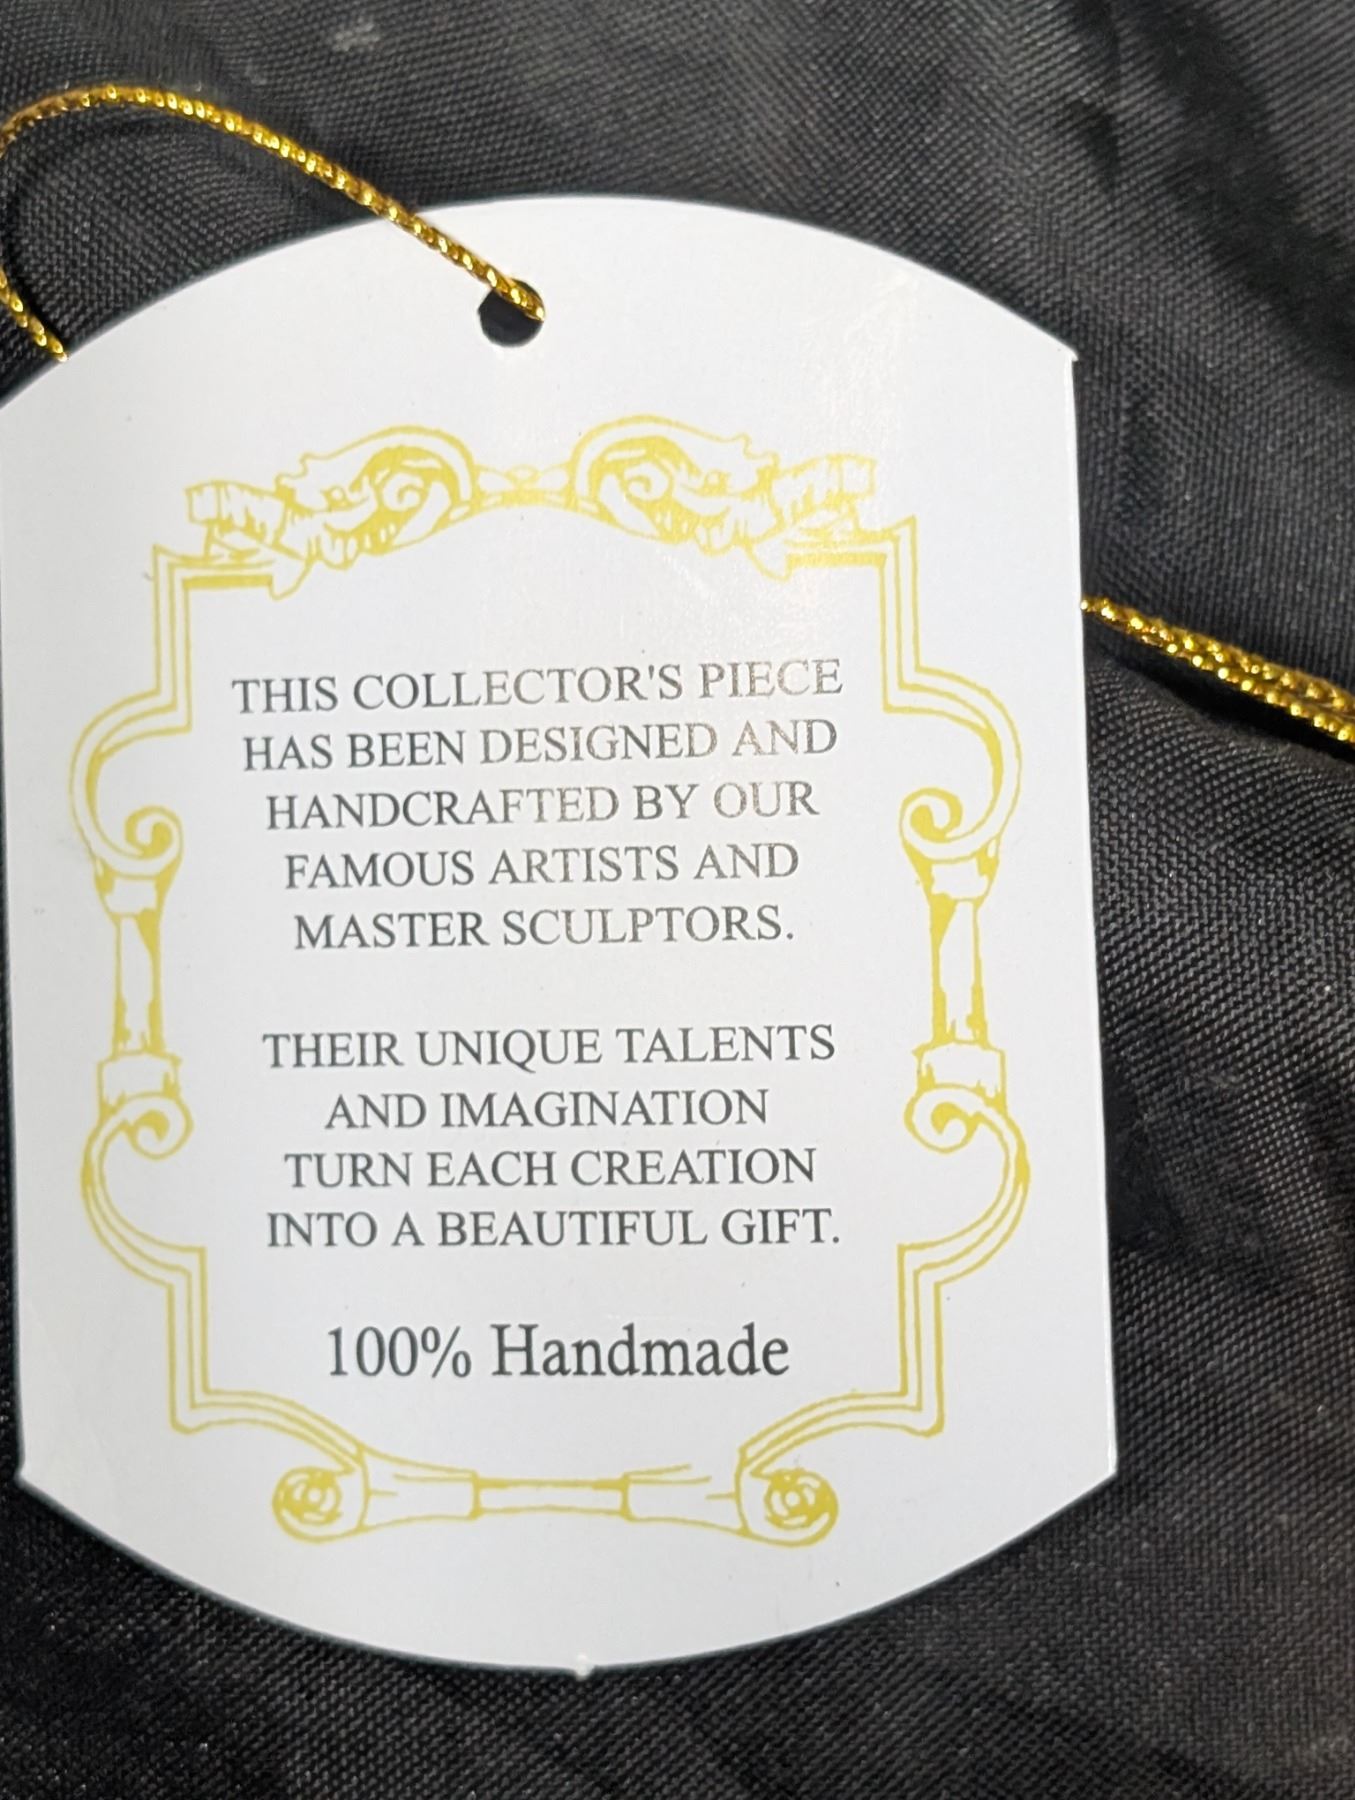 THIS COLLECTOR'S PIECE
HAS BEEN DESIGNED AND
HANDCRAFTED BY OUR
FAMOUS ARTISTS AND
MASTER SCULPTORS.
THEIR UNIQUE TALENTS
AND IMAGINATION
TURN EACH CREATION
INTO A BEAUTIFUL GIFT.
100% Handmade